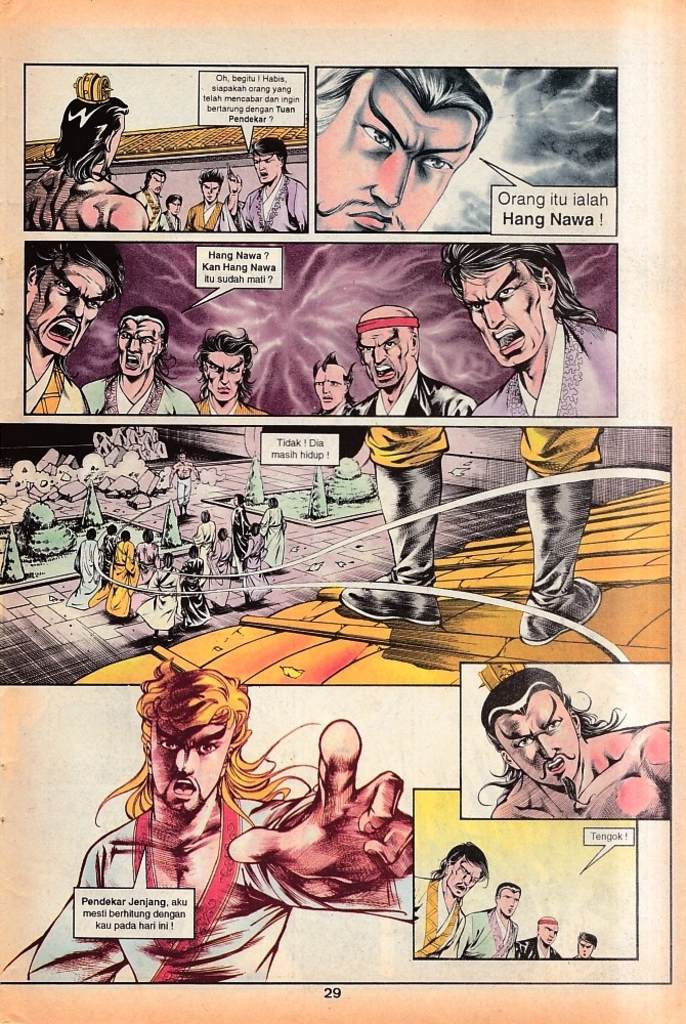 Oh, begitu ! Habis,
siapakah orang yang
telah mencabar dan ingin
bertarung dengan Tuan
Pendekar ?
Orang itu ialah
Hang Nawa !
Hang Nawa ?
Kan Hang Nawa
itu sudah mati ?
Tidak ! Dia
masih hidup !
Pendekar Jenjang, aku
mesti berhitung dengan
kau pada hari ini !
Tengok !
29